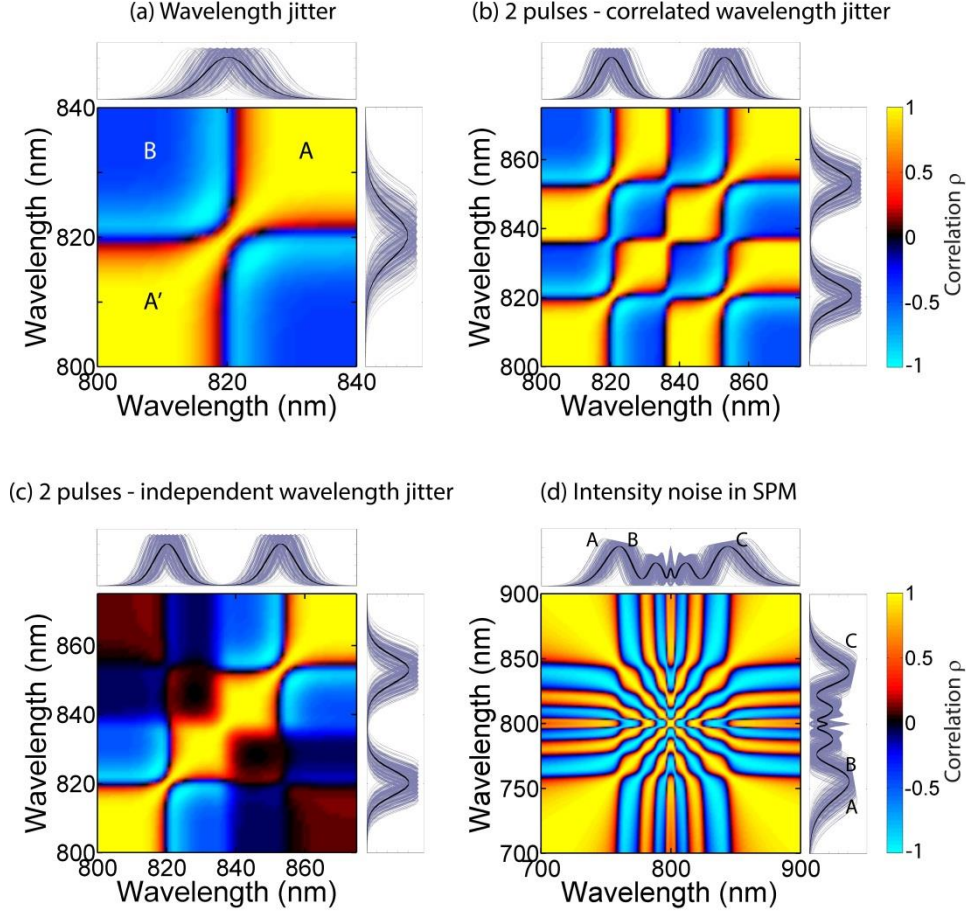 (a) Wavelength jitter
(b) 2 pulses - correlated wavelength jitter
840
820
800
Wavelength (nm)
B
A
A'
800
820
840
Wavelength (nm)
860
840
820
800
Wavelength (nm)
800
820
840
860
Wavelength (nm)
1
0.5
0
-0.5
-1
Correlation ρ
(c) 2 pulses - independent wavelength jitter
(d) Intensity noise in SPM
860
840
820
800
Wavelength (nm)
800
820
840
860
Wavelength (nm)
A
B
C
900
850
800
750
700
Wavelength (nm)
C
B
A
700
750
800
850
900
Wavelength (nm)
1
0.5
0
-0.5
-1
Correlation ρ